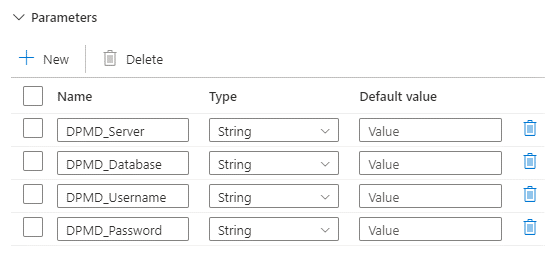 Parameters
New Delete
Name Type Default value
DPMD_Server String Value
DPMD_Database String Value
DPMD_Username String Value
DPMD_Password String Value